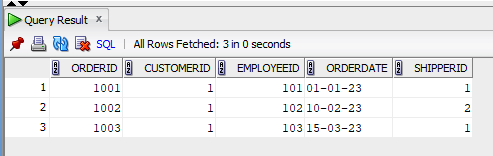 Query Result x
SQL | All Rows Fetched: 3 in 0 seconds
ORDERID CUSTOMERID EMPLOYEEID ORDERDATE SHIPPERID
1 1001 1 101 01-01-23 1
2 1002 1 102 10-02-23 2
3 1003 1 103 15-03-23 1